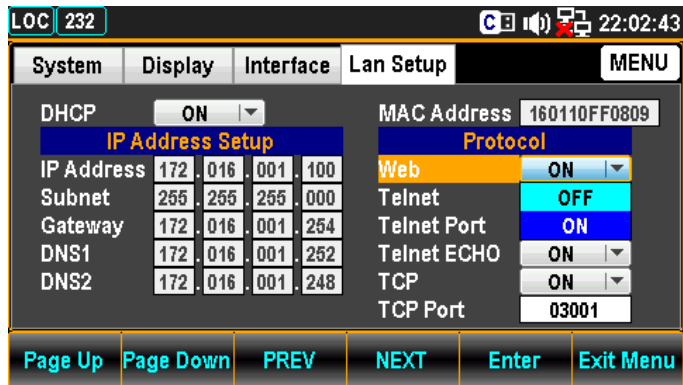 LOC 232 C 22:02:43
System Display Interface Lan Setup MENU
DHCP ON
IP Address Setup
IP Address 172 . 016 . 001 . 100
Subnet 255 . 255 . 255 . 000
Gateway 172 . 016 . 001 . 254
DNS1 172 . 016 . 001 . 252
DNS2 172 . 016 . 001 . 248
MAC Address 160110FF0809
Protocol
Web ON
Telnet OFF
Telnet Port ON
Telnet ECHO ON
TCP ON
TCP Port 03001
Page Up Page Down PREV NEXT Enter Exit Menu